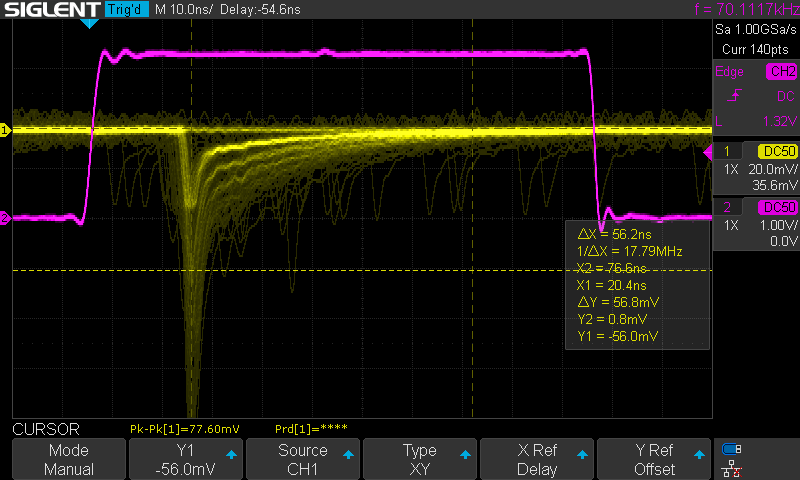 SIGLENT Trig'd M 10.0ns/ Delay:-54.6ns f = 70.1117kHz
Sa 1.00GSa/s
Curr 140pts
Edge CH2
DC
L 1.32V
1 DC50
1X 20.0mV/
35.6mV
2 DC50
1X 1.00V/
0.0V
1
2
ΔX = 56.2ns
1/ΔX = 17.79MHz
X2 = 76.6ns
X1 = 20.4ns
ΔY = 56.8mV
Y2 = 0.8mV
Y1 = -56.0mV
CURSOR Pk-Pk[1]=77.60mV Prd[1]=****
Mode Y1 Source Type X Ref Y Ref
Manual -56.0mV CH1 XY Delay Offset